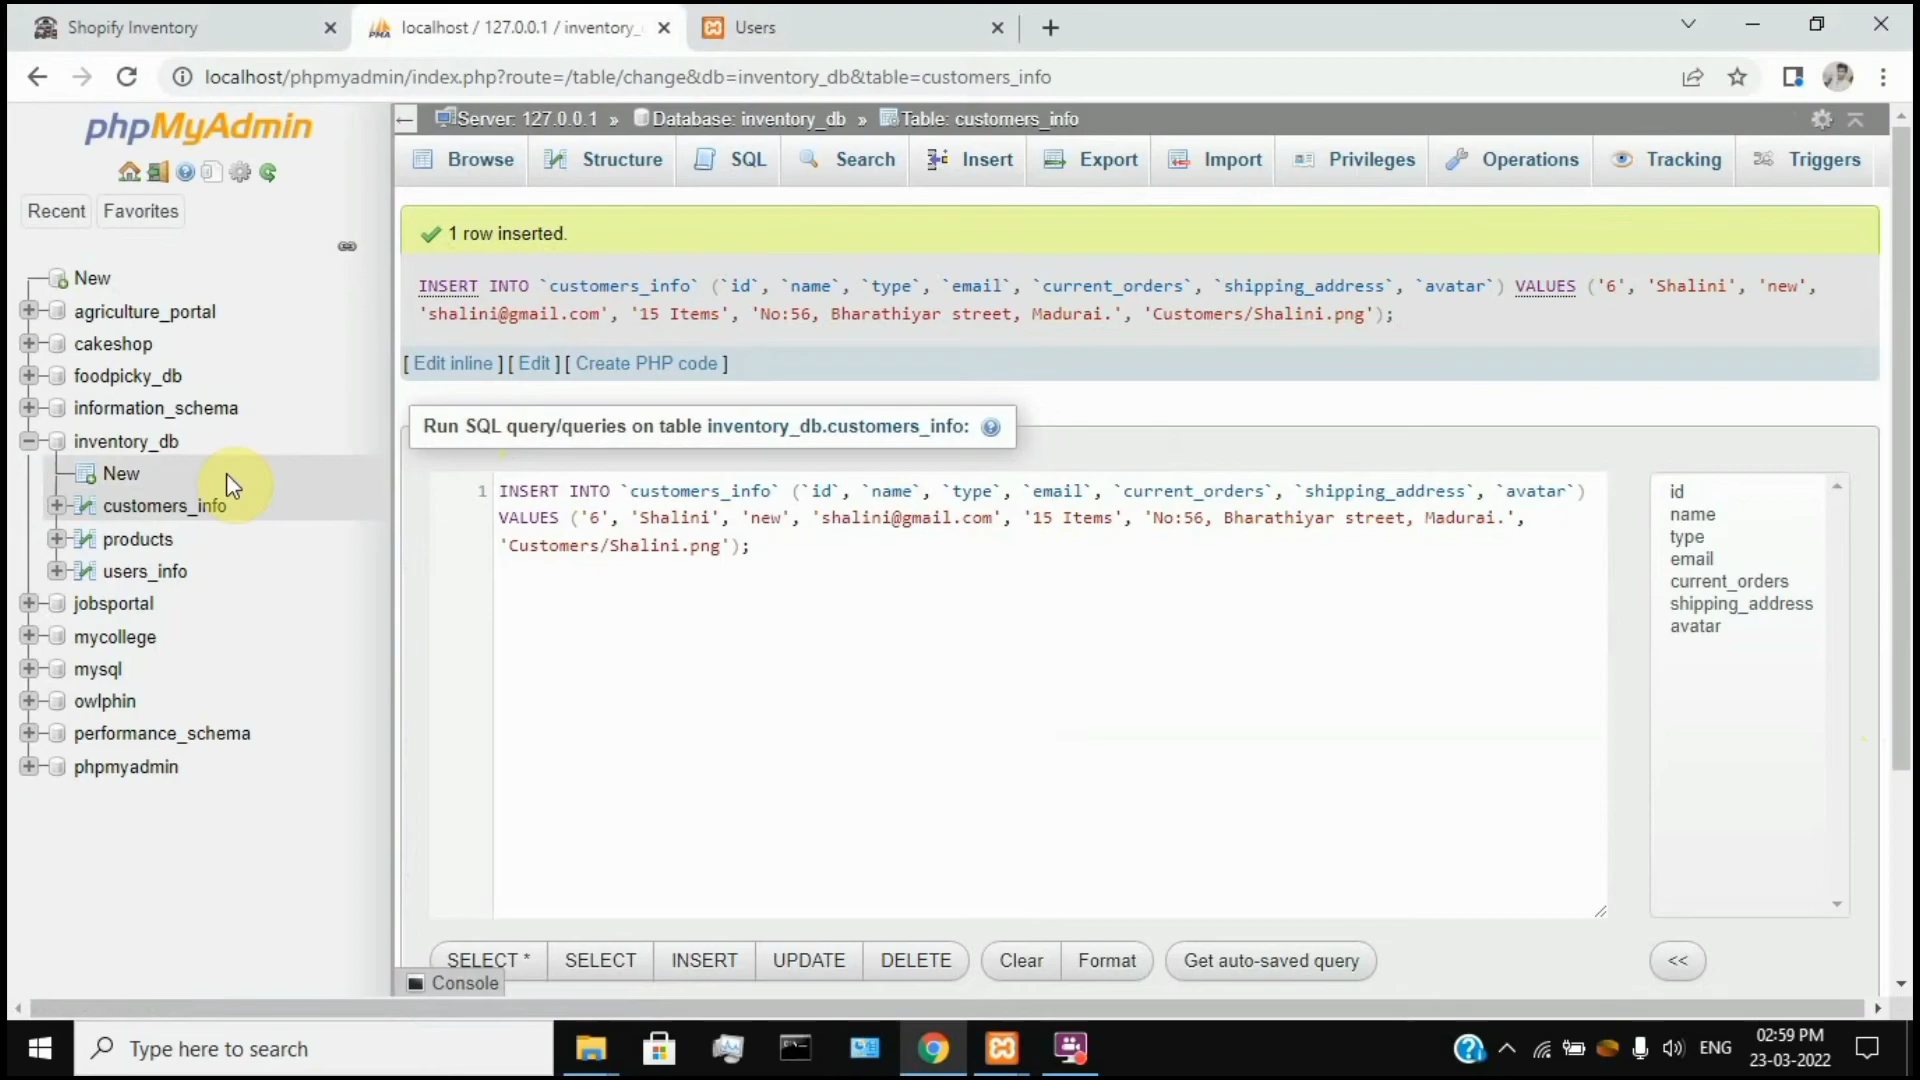 Shopify Inventory
localhost / 127.0.0.1 / inventory_
Users
localhost/phpmyadmin/index.php?route=/table/change&db=inventory_db&table=customers_info
phpMyAdmin
Recent
Favorites
New
agriculture_portal
cakeshop
foodpicky_db
information_schema
inventory_db
New
customers_info
products
users_info
jobsportal
mycollege
mysql
owlphin
performance_schema
phpmyadmin
Server: 127.0.0.1 » Database: inventory_db » Table: customers_info
Browse Structure SQL Search Insert Export Import Privileges Operations Tracking Triggers
1 row inserted.
INSERT INTO `customers_info` (`id`, `name`, `type`, `email`, `current_orders`, `shipping_address`, `avatar`) VALUES ('6', 'Shalini', 'new',
'shalini@gmail.com', '15 Items', 'No:56, Bharathiyar street, Madurai.', 'Customers/Shalini.png');
[ Edit inline ] [ Edit ] [ Create PHP code ]
Run SQL query/queries on table inventory_db.customers_info:
1 INSERT INTO `customers_info` (`id`, `name`, `type`, `email`, `current_orders`, `shipping_address`, `avatar`)
VALUES ('6', 'Shalini', 'new', 'shalini@gmail.com', '15 Items', 'No:56, Bharathiyar street, Madurai.',
'Customers/Shalini.png');
id
name
type
email
current_orders
shipping_address
avatar
SELECT * SELECT INSERT UPDATE DELETE Clear Format Get auto-saved query <<
Console
Type here to search
ENG
02:59 PM
23-03-2022